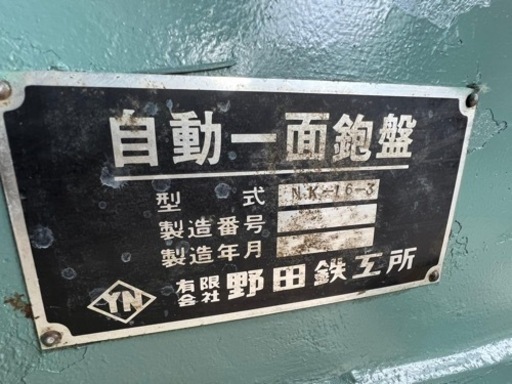 自動一面鉋盤
型式 NK-16-3
製造番号
製造年月
YN 有限会社 野田鉄工所